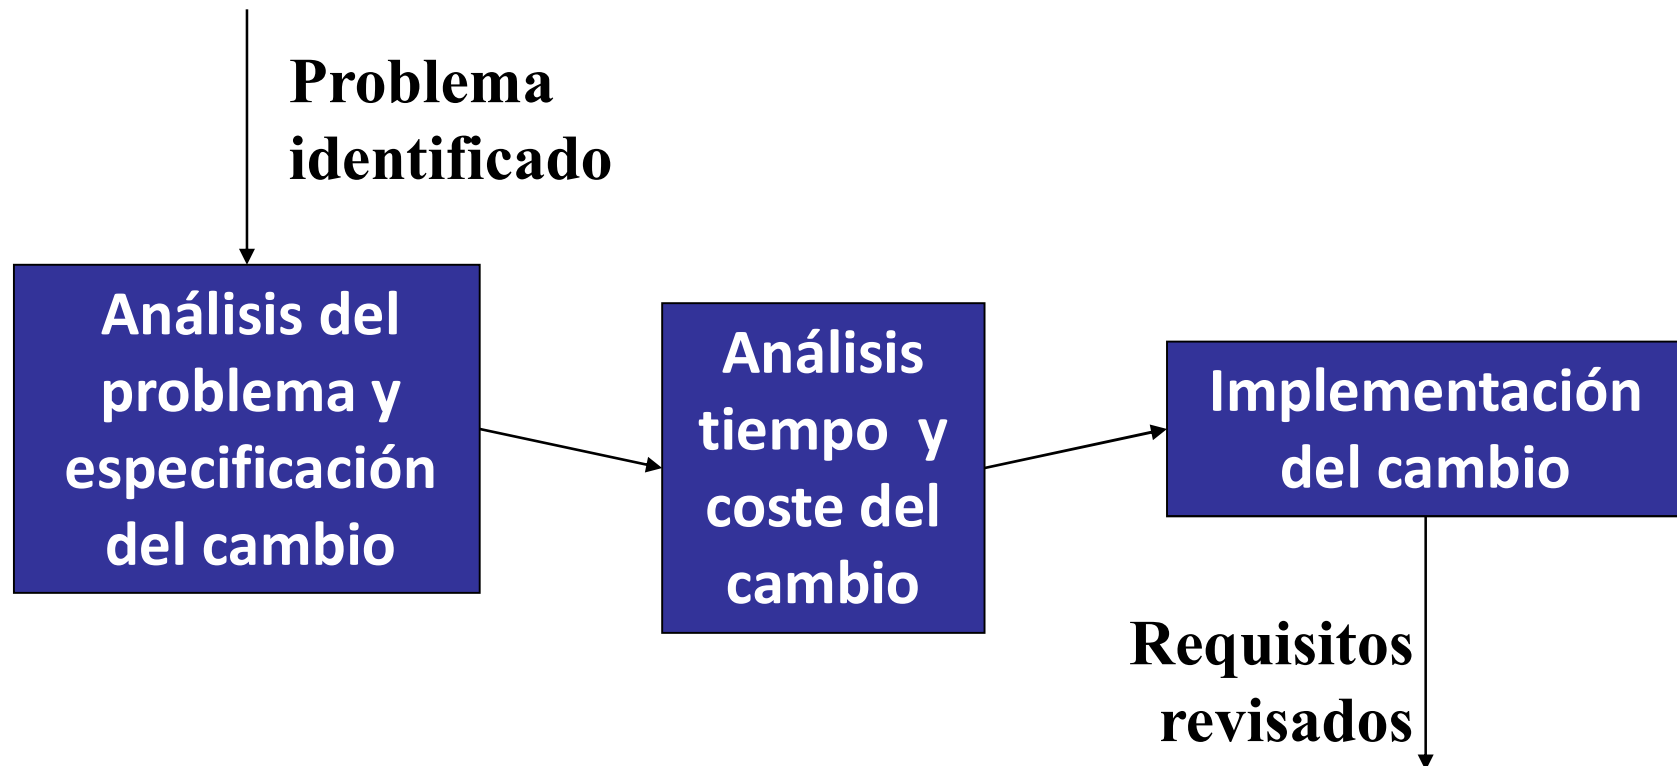 Problema
identificado
Análisis del
problema y
especificación
del cambio
Análisis
tiempo y
coste del
cambio
Implementación
del cambio
Requisitos
revisados